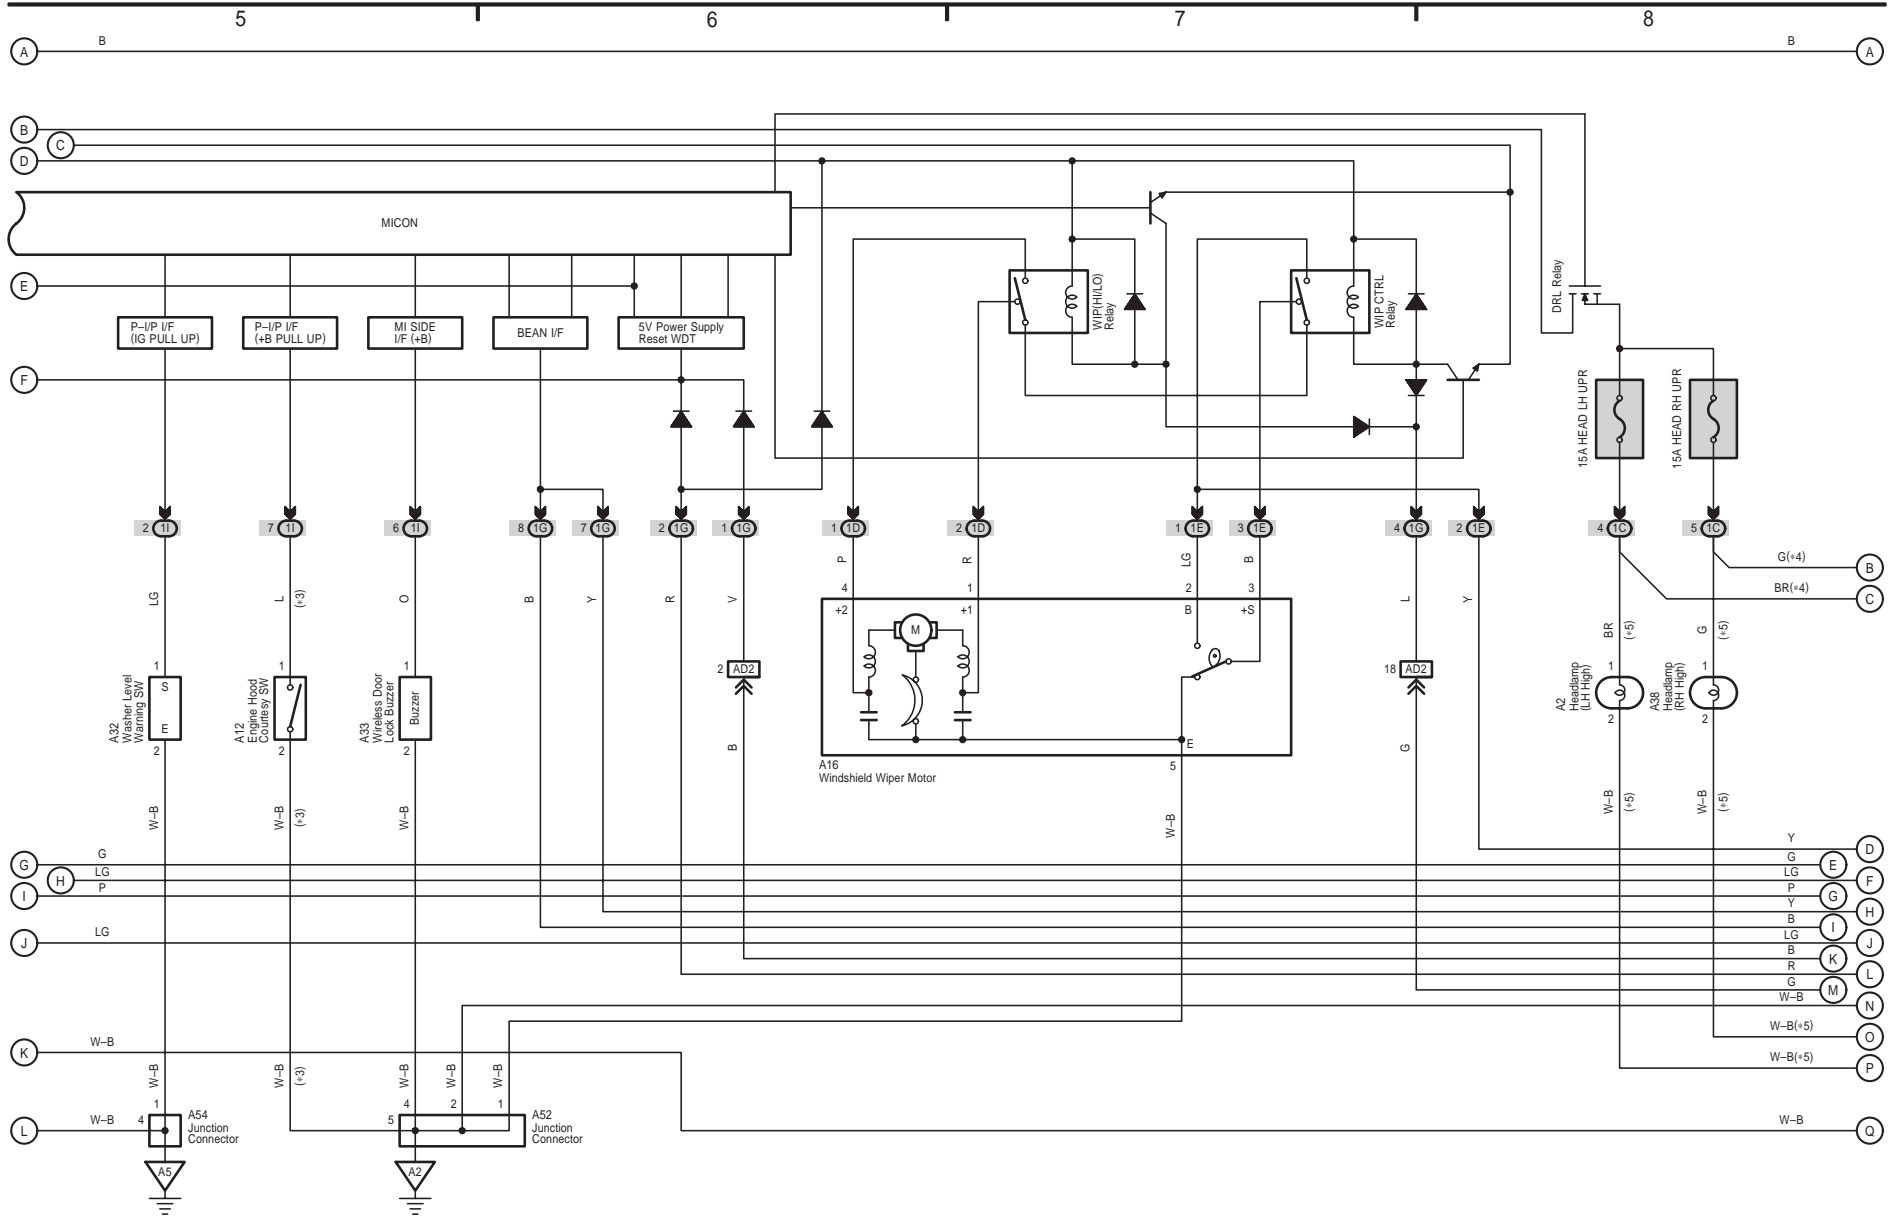 5 6 7 8
A B B A
B
C
D
MICON
E
P–I/P I/F
(IG PULL UP)
P–I/P I/F
(+B PULL UP)
MI SIDE
I/F (+B)
BEAN I/F
5V Power Supply
Reset WDT
WIP(HI/LO)
Relay
WIP CTRL
Relay
DRL Relay
F
15A HEAD LH UPR
15A HEAD RH UPR
2 1I
7 1I
6 1I
8 1G
7 1G
2 1G
1 1G
1 1D
2 1D
1 1E
3 1E
4 1G
2 1E
4 1C
5 1C
G(∗4) B
BR(∗4) C
LG
L
(∗3)
O
B
Y
R
V
P
R
LG
B
L
Y
BR
(∗5)
G
(∗5)
4 1 2 3
+2 +1 B +S
M
1
S
E
2
A32
Washer Level
Warning SW
1
2
A12
Engine Hood
Courtesy SW
1
Buzzer
2
A33
Wireless Door
Lock Buzzer
2 AD2
B
E
5
A16
Windshield Wiper Motor
18 AD2
G
1
2
A2
Headlamp
(LH High)
1
2
A38
Headlamp
(RH High)
W–B
W–B
(∗3)
W–B
W–B
W–B
(∗5)
W–B
(∗5)
Y D
G G G E
H LG LG F
I P P G
Y H
B I
J LG LG J
B K
R L
G M
W–B N
W–B(∗5) O
K W–B
W–B(∗5) P
W–B
W–B
(∗3)
W–B
W–B
W–B
1
4
A54
Junction
Connector
4 2 1
5
A52
Junction
Connector
L W–B
W–B Q
A5
A2